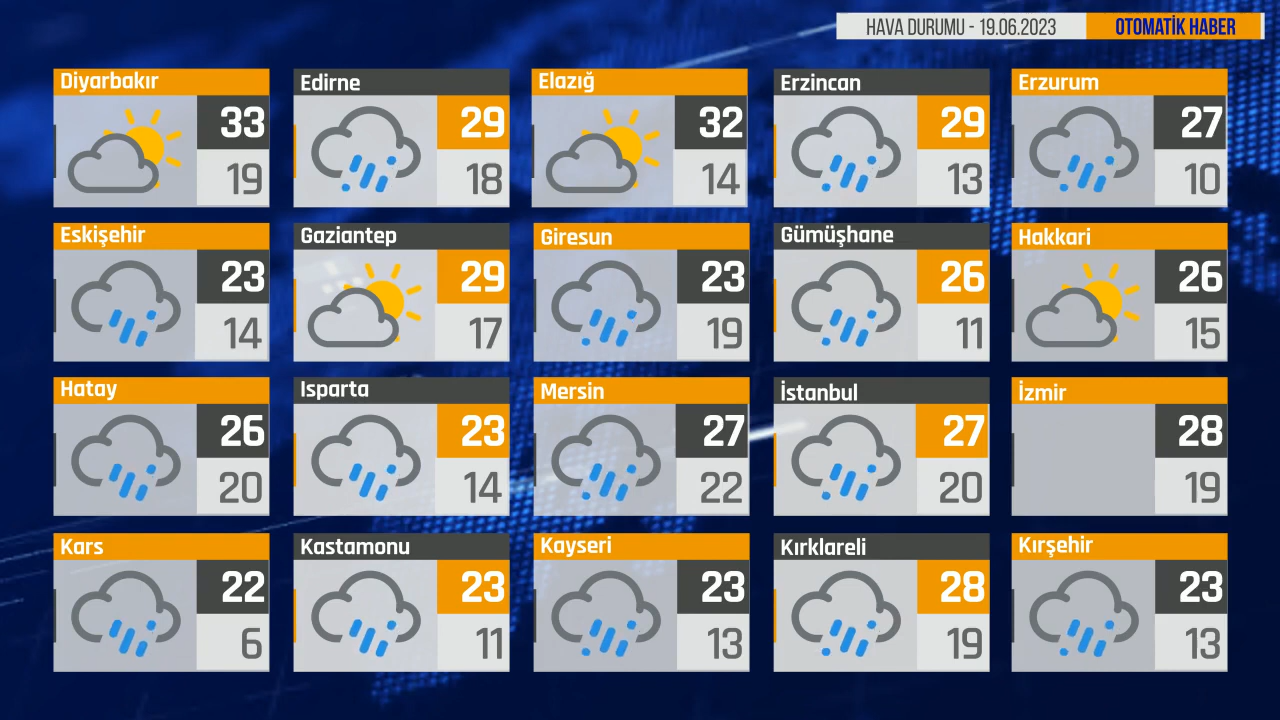 HAVA DURUMU - 19.06.2023 OTOMATİK HABER
Diyarbakır
33
19
Edirne
29
18
Elazığ
32
14
Erzincan
29
13
Erzurum
27
10
Eskişehir
23
14
Gaziantep
29
17
Giresun
23
19
Gümüşhane
26
11
Hakkari
26
15
Hatay
26
20
Isparta
23
14
Mersin
27
22
İstanbul
27
20
İzmir
28
19
Kars
22
6
Kastamonu
23
11
Kayseri
23
13
Kırklareli
28
19
Kırşehir
23
13